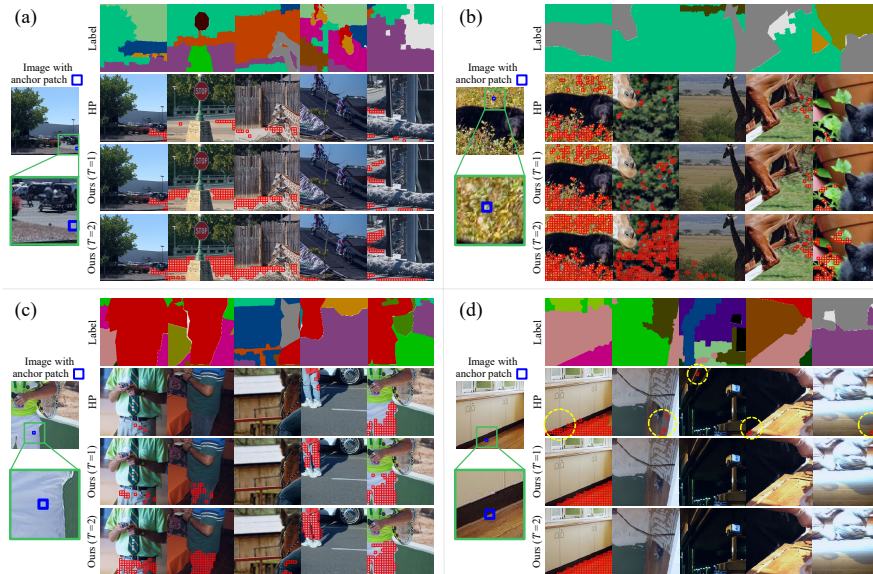 (a)
Label
Image with
anchor patch
HP
STOP
Ours (T=1)
STOP
Ours (T=2)
STOP
(b)
Label
Image with
anchor patch
HP
Ours (T=1)
Ours (T=2)
(c)
Label
Image with
anchor patch
HP
Ours (T=1)
Ours (T=2)
(d)
Label
Image with
anchor patch
HP
Ours (T=1)
Ours (T=2)